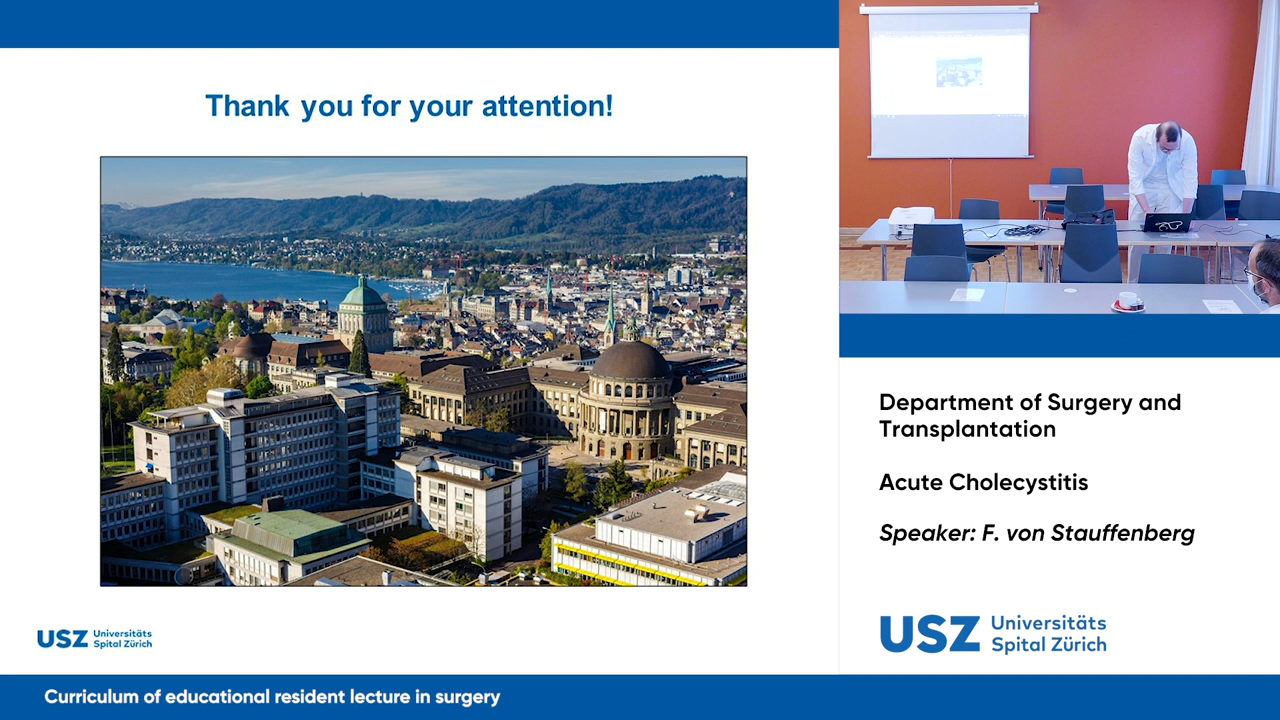 Thank you for your attention!
USZ Universitäts
Spital Zürich
Curriculum of educational resident lecture in surgery
Department of Surgery and
Transplantation
Acute Cholecystitis
Speaker: F. von Stauffenberg
USZ Universitäts
Spital Zürich